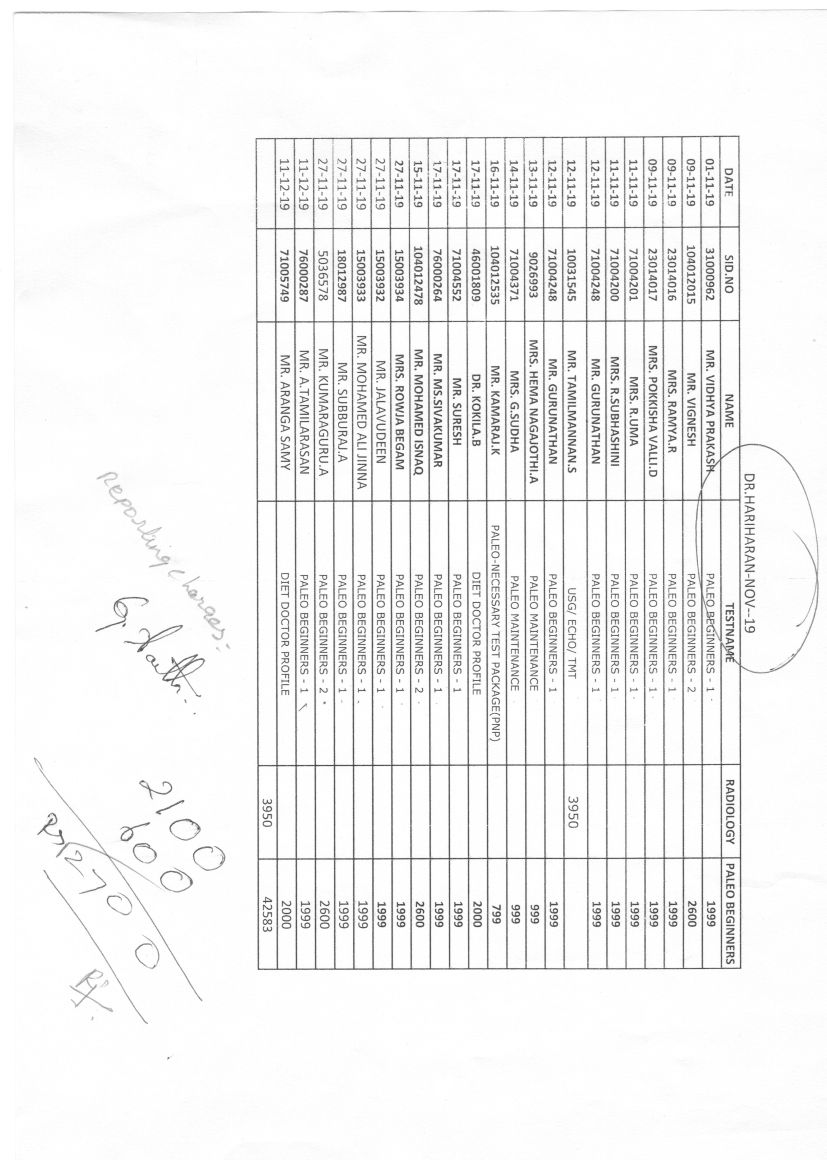 DR.HARIHARAN-NOV--19
DATE SID.NO NAME TESTNAME RADIOLOGY PALEO BEGINNERS
01-11-19 31000962 MR. VIDHYA PRAKASH PALEO BEGINNERS - 1 1999
09-11-19 104012015 MR. VIGNESH PALEO BEGINNERS - 2 2600
09-11-19 23014016 MRS. RAMYA.R PALEO BEGINNERS - 1 1999
09-11-19 23014017 MRS. POKKISHA VALLI.D PALEO BEGINNERS - 1 1999
11-11-19 71004201 MRS. R.UMA PALEO BEGINNERS - 1 1999
11-11-19 71004200 MRS. R.SUBHASHINI PALEO BEGINNERS - 1 1999
12-11-19 71004248 MR. GURUNATHAN PALEO BEGINNERS - 1 1999
12-11-19 10031545 MR. TAMILMANNAN.S USG/ ECHO/ TMT 3950
12-11-19 71004248 MR. GURUNATHAN PALEO BEGINNERS - 1 1999
13-11-19 9026993 MRS. HEMA NAGAJOTHI.A PALEO MAINTENANCE 999
14-11-19 71004371 MRS. G.SUDHA PALEO MAINTENANCE 999
16-11-19 104012535 MR. KAMARAJ.K PALEO-NECESSARY TEST PACKAGE(PNP) 799
17-11-19 46001809 DR. KOKILA.B DIET DOCTOR PROFILE 2000
17-11-19 71004552 MR. SURESH PALEO BEGINNERS - 1 1999
17-11-19 76000264 MR. MS.SIVAKUMAR PALEO BEGINNERS - 1 1999
15-11-19 104012478 MR. MOHAMED ISNAQ PALEO BEGINNERS - 2 2600
27-11-19 15003934 MRS. ROWJA BEGAM PALEO BEGINNERS - 1 1999
27-11-19 15003932 MR. JALAVUDEEN PALEO BEGINNERS - 1 1999
27-11-19 15003933 MR. MOHAMED ALI JINNA PALEO BEGINNERS - 1 1999
27-11-19 18012987 MR. SUBBURAJ.A PALEO BEGINNERS - 1 1999
27-11-19 5036578 MR. KUMARAGURU.A PALEO BEGINNERS - 2 2600
11-12-19 76000287 MR. A.TAMILARASAN PALEO BEGINNERS - 1 1999
11-12-19 71005749 MR. ARANGA SAMY DIET DOCTOR PROFILE 2000
3950 42583
Reporting charges:-
2100
600
2700